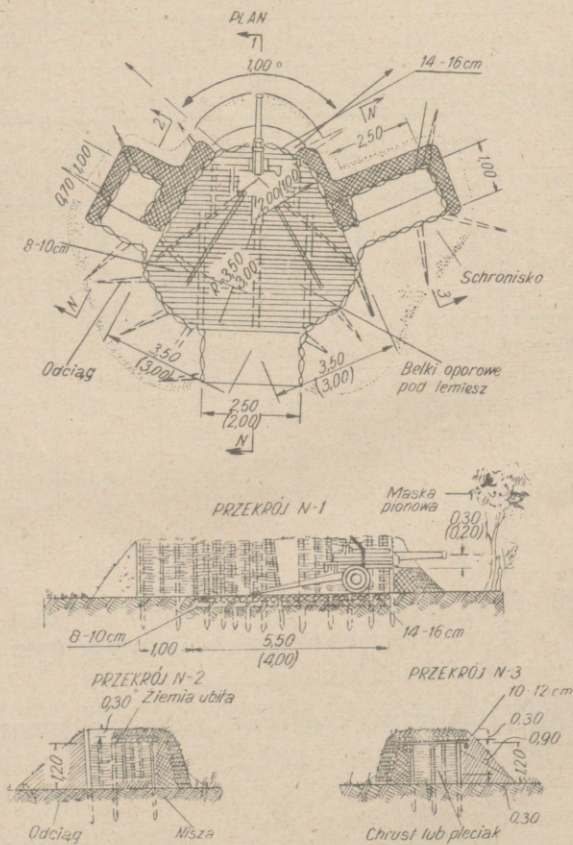 PLAN
1
1,00°
14-16cm
N
2
2,50
1,00
0,70
1,00
2,00(1,00)
8-10cm
R=3,50
(3,00)
Schronisko
3
N
Odciąg
3,50
(3,00)
3,50
(3,00)
Belki oporowe
pod lemiesz
2,50
(2,00)
N
PRZEKRÓJ N-1
Maska
pionowa
0,30
(0,20)
8-10cm
1,00
5,50
(4,00)
14-16cm
PRZEKRÓJ N-2
0,30 Ziemia ubita
1,20
Odciąg
Nisza
PRZEKRÓJ N-3
10-12cm
0,30
0,90
1,20
0,30
Chrust lub pleciak